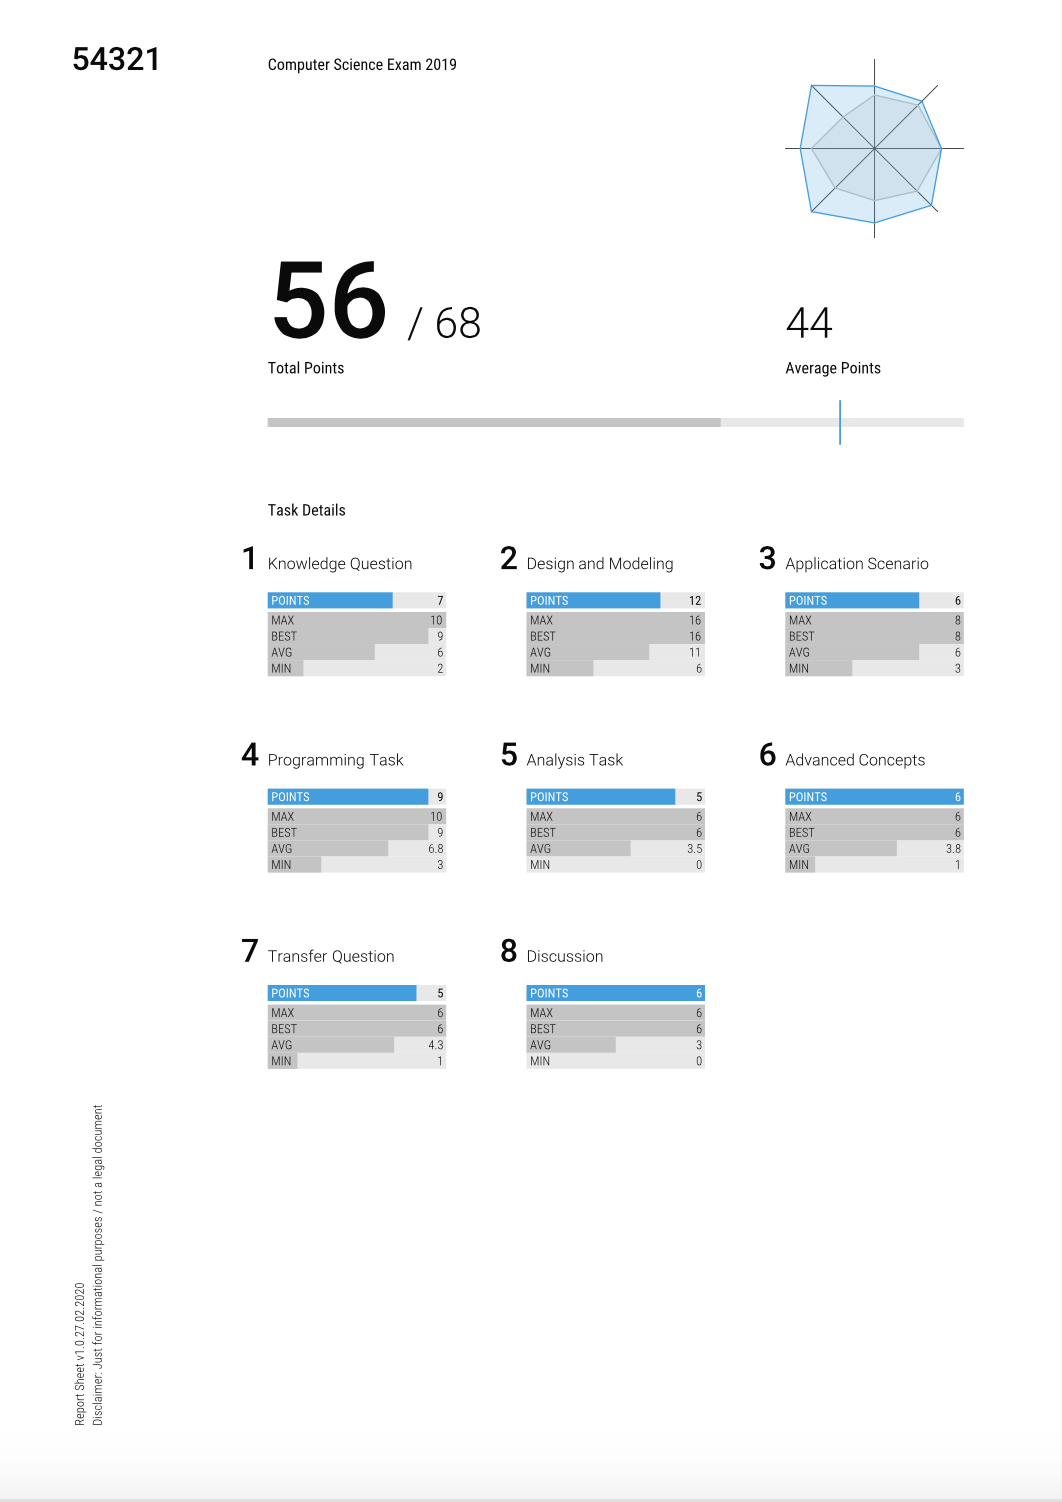 54321
Computer Science Exam 2019
56 / 68
Total Points
44
Average Points
Task Details
1 Knowledge Question
POINTS 7
MAX 10
BEST 9
AVG 6
MIN 2
2 Design and Modeling
POINTS 12
MAX 16
BEST 16
AVG 11
MIN 6
3 Application Scenario
POINTS 6
MAX 8
BEST 8
AVG 6
MIN 3
4 Programming Task
POINTS 9
MAX 10
BEST 9
AVG 6.8
MIN 3
5 Analysis Task
POINTS 5
MAX 6
BEST 6
AVG 3.5
MIN 0
6 Advanced Concepts
POINTS 6
MAX 6
BEST 6
AVG 3.8
MIN 1
7 Transfer Question
POINTS 5
MAX 6
BEST 6
AVG 4.3
MIN 1
8 Discussion
POINTS 6
MAX 6
BEST 6
AVG 3
MIN 0
Report Sheet v1.0.27.02.2020
Disclaimer: Just for informational purposes / not a legal document